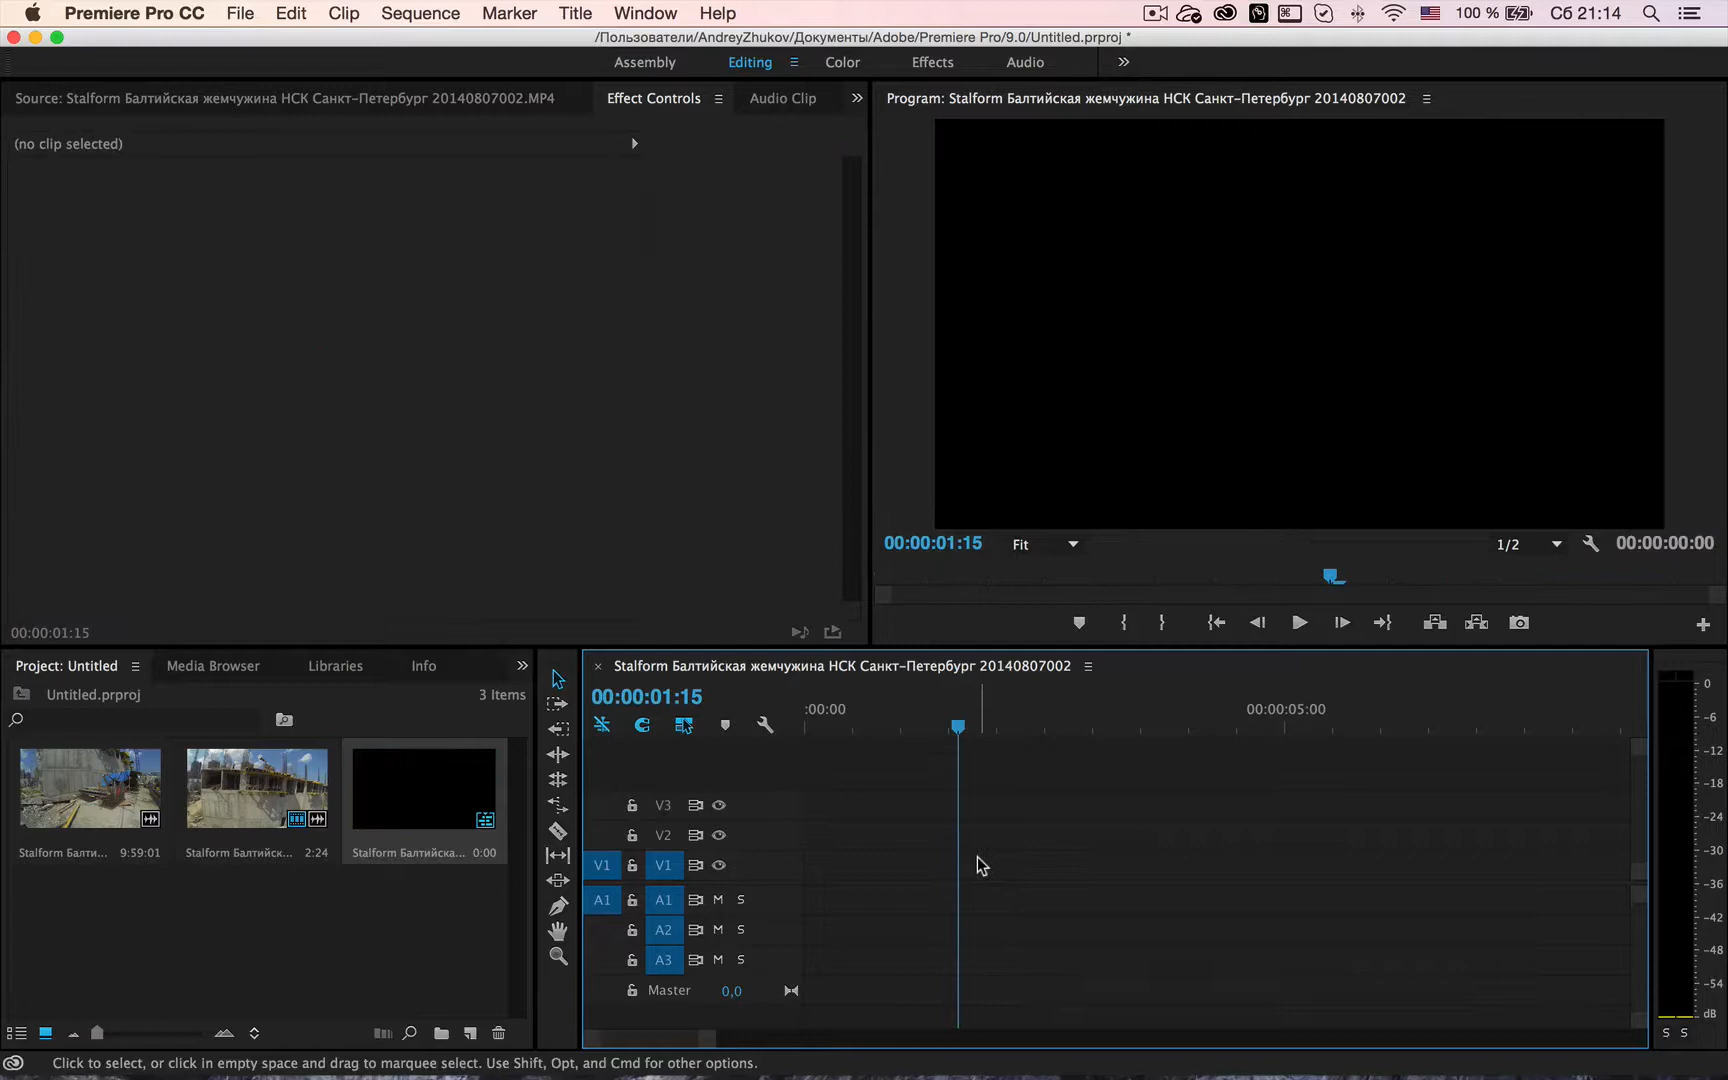 Premiere Pro CC File Edit Clip Sequence Marker Title Window Help 100 % Сб 21:14
/Пользователи/AndreyZhukov/Документы/Adobe/Premiere Pro/9.0/Untitled.prproj *
Assembly Editing Color Effects Audio
Source: Stalform Балтийская жемчужина НСК Санкт-Петербург 20140807002.MP4 Effect Controls Audio Clip
Program: Stalform Балтийская жемчужина НСК Санкт-Петербург 20140807002
(no clip selected)
00:00:01:15 Fit 1/2 00:00:00:00
00:00:01:15
Project: Untitled Media Browser Libraries Info
Untitled.prproj 3 Items
Stalform Балти... 9:59:01 Stalform Балтийск... 2:24 Stalform Балтийска... 0:00
Stalform Балтийская жемчужина НСК Санкт-Петербург 20140807002
00:00:01:15
:00:00 00:00:05:00
V3
V2
V1 V1
A1 A1 M S
A2 M S
A3 M S
Master 0,0
0
-6
-12
-18
-24
-30
-36
-42
-48
-54
dB
S S
Click to select, or click in empty space and drag to marquee select. Use Shift, Opt, and Cmd for other options.